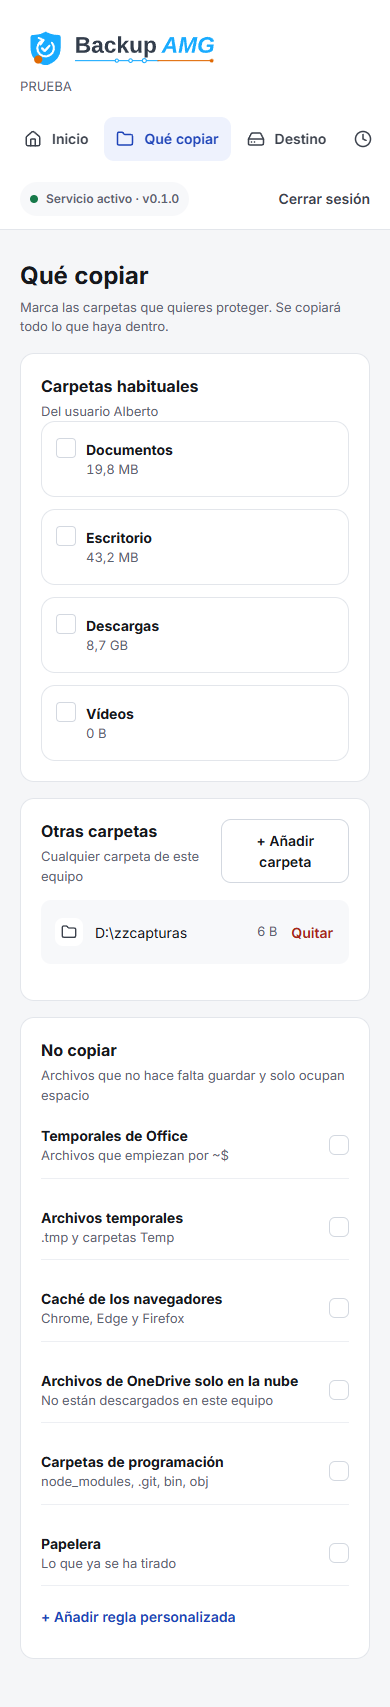 Backup AMG
PRUEBA
Inicio
Qué copiar
Destino
Servicio activo · v0.1.0
Cerrar sesión
Qué copiar
Marca las carpetas que quieres proteger. Se copiará
todo lo que haya dentro.
Carpetas habituales
Del usuario Alberto
Documentos
19,8 MB
Escritorio
43,2 MB
Descargas
8,7 GB
Vídeos
0 B
Otras carpetas
Cualquier carpeta de este
equipo
+ Añadir
carpeta
D:\zzcapturas
6 B
Quitar
No copiar
Archivos que no hace falta guardar y solo ocupan
espacio
Temporales de Office
Archivos que empiezan por ~$
Archivos temporales
.tmp y carpetas Temp
Caché de los navegadores
Chrome, Edge y Firefox
Archivos de OneDrive solo en la nube
No están descargados en este equipo
Carpetas de programación
node_modules, .git, bin, obj
Papelera
Lo que ya se ha tirado
+ Añadir regla personalizada